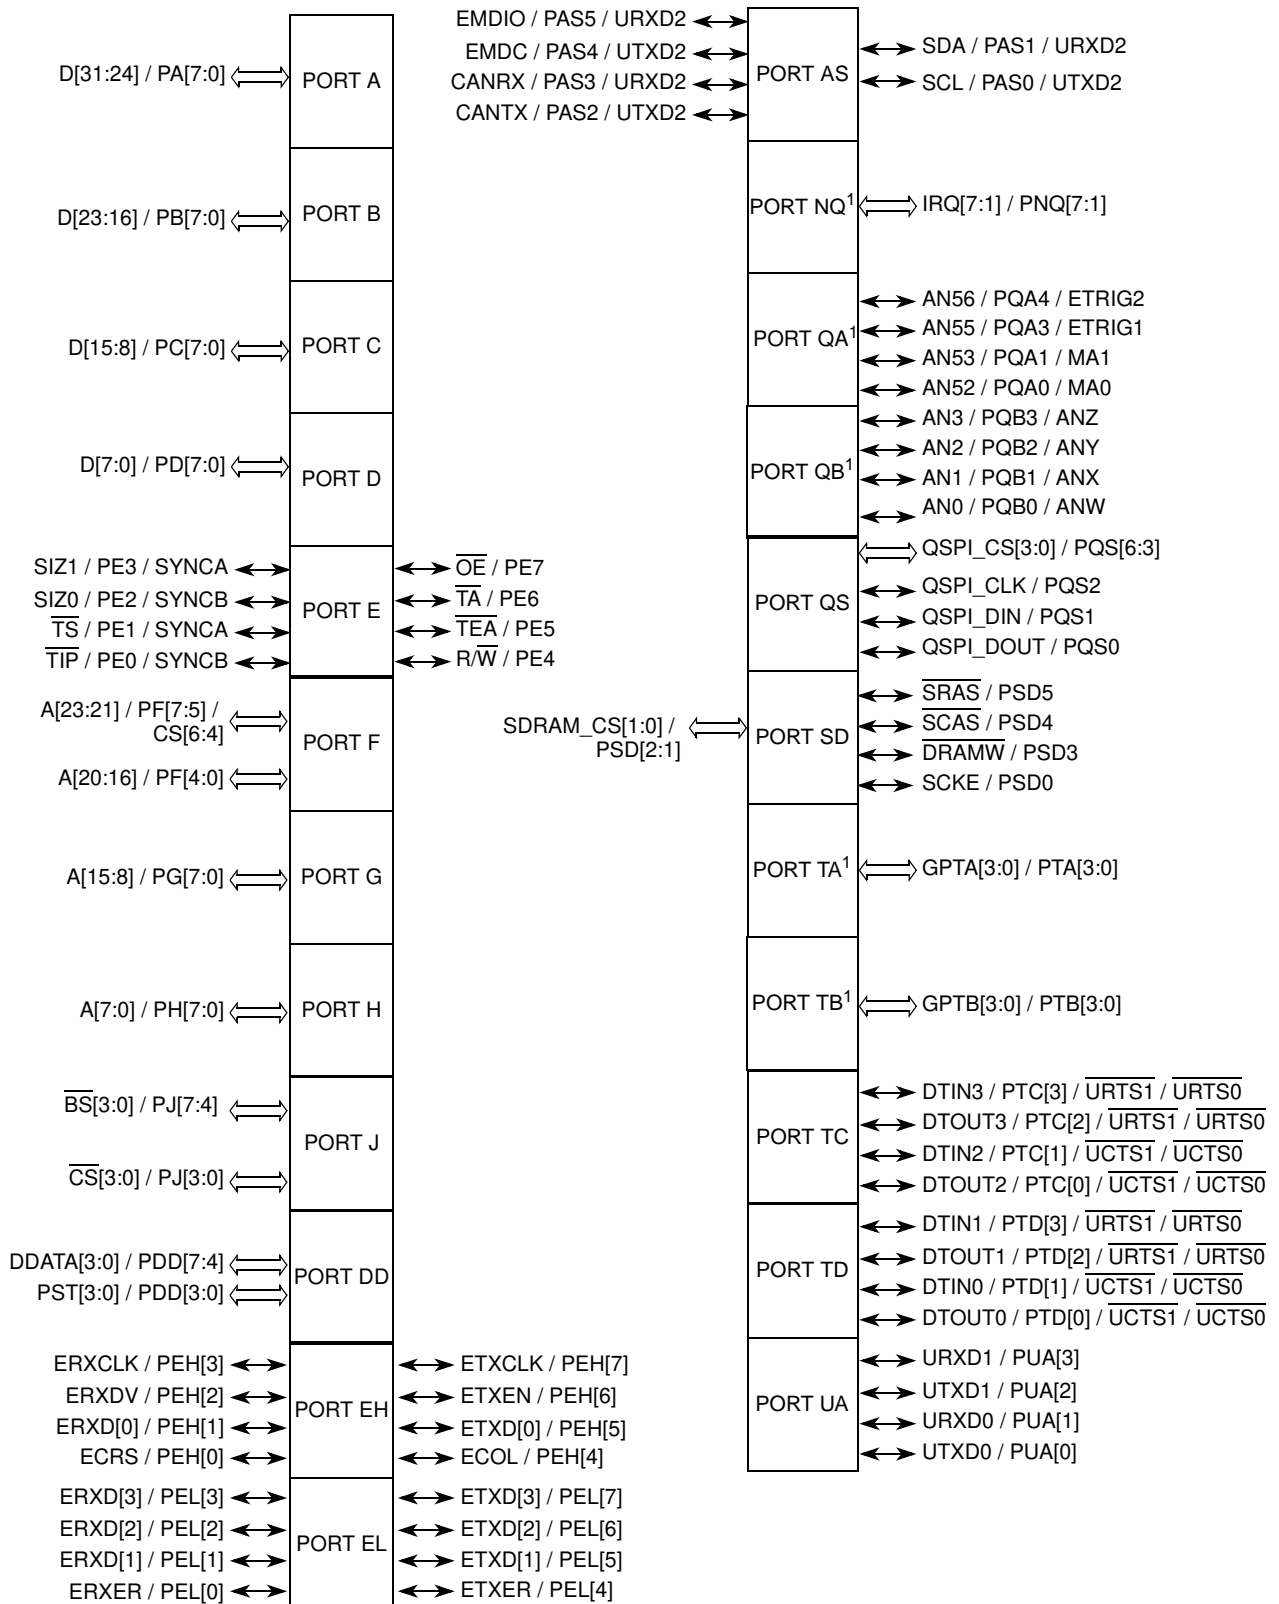 D[31:24] / PA[7:0]
PORT A
D[23:16] / PB[7:0]
PORT B
D[15:8] / PC[7:0]
PORT C
D[7:0] / PD[7:0]
PORT D
SIZ1 / PE3 / SYNCA
SIZ0 / PE2 / SYNCB
TS / PE1 / SYNCA
TIP / PE0 / SYNCB
PORT E
OE / PE7
TA / PE6
TEA / PE5
R/W / PE4
A[23:21] / PF[7:5] /
CS[6:4]
A[20:16] / PF[4:0]
PORT F
A[15:8] / PG[7:0]
PORT G
A[7:0] / PH[7:0]
PORT H
BS[3:0] / PJ[7:4]
CS[3:0] / PJ[3:0]
PORT J
DDATA[3:0] / PDD[7:4]
PST[3:0] / PDD[3:0]
PORT DD
ERXCLK / PEH[3]
ERXDV / PEH[2]
ERXD[0] / PEH[1]
ECRS / PEH[0]
PORT EH
ETXCLK / PEH[7]
ETXEN / PEH[6]
ETXD[0] / PEH[5]
ECOL / PEH[4]
ERXD[3] / PEL[3]
ERXD[2] / PEL[2]
ERXD[1] / PEL[1]
ERXER / PEL[0]
PORT EL
ETXD[3] / PEL[7]
ETXD[2] / PEL[6]
ETXD[1] / PEL[5]
ETXER / PEL[4]
EMDIO / PAS5 / URXD2
EMDC / PAS4 / UTXD2
CANRX / PAS3 / URXD2
CANTX / PAS2 / UTXD2
PORT AS
SDA / PAS1 / URXD2
SCL / PAS0 / UTXD2
PORT NQ1
IRQ[7:1] / PNQ[7:1]
PORT QA1
AN56 / PQA4 / ETRIG2
AN55 / PQA3 / ETRIG1
AN53 / PQA1 / MA1
AN52 / PQA0 / MA0
PORT QB1
AN3 / PQB3 / ANZ
AN2 / PQB2 / ANY
AN1 / PQB1 / ANX
AN0 / PQB0 / ANW
PORT QS
QSPI_CS[3:0] / PQS[6:3]
QSPI_CLK / PQS2
QSPI_DIN / PQS1
QSPI_DOUT / PQS0
SDRAM_CS[1:0] /
PSD[2:1]
PORT SD
SRAS / PSD5
SCAS / PSD4
DRAMW / PSD3
SCKE / PSD0
PORT TA1
GPTA[3:0] / PTA[3:0]
PORT TB1
GPTB[3:0] / PTB[3:0]
PORT TC
DTIN3 / PTC[3] / URTS1 / URTS0
DTOUT3 / PTC[2] / URTS1 / URTS0
DTIN2 / PTC[1] / UCTS1 / UCTS0
DTOUT2 / PTC[0] / UCTS1 / UCTS0
PORT TD
DTIN1 / PTD[3] / URTS1 / URTS0
DTOUT1 / PTD[2] / URTS1 / URTS0
DTIN0 / PTD[1] / UCTS1 / UCTS0
DTOUT0 / PTD[0] / UCTS1 / UCTS0
PORT UA
URXD1 / PUA[3]
UTXD1 / PUA[2]
URXD0 / PUA[1]
UTXD0 / PUA[0]